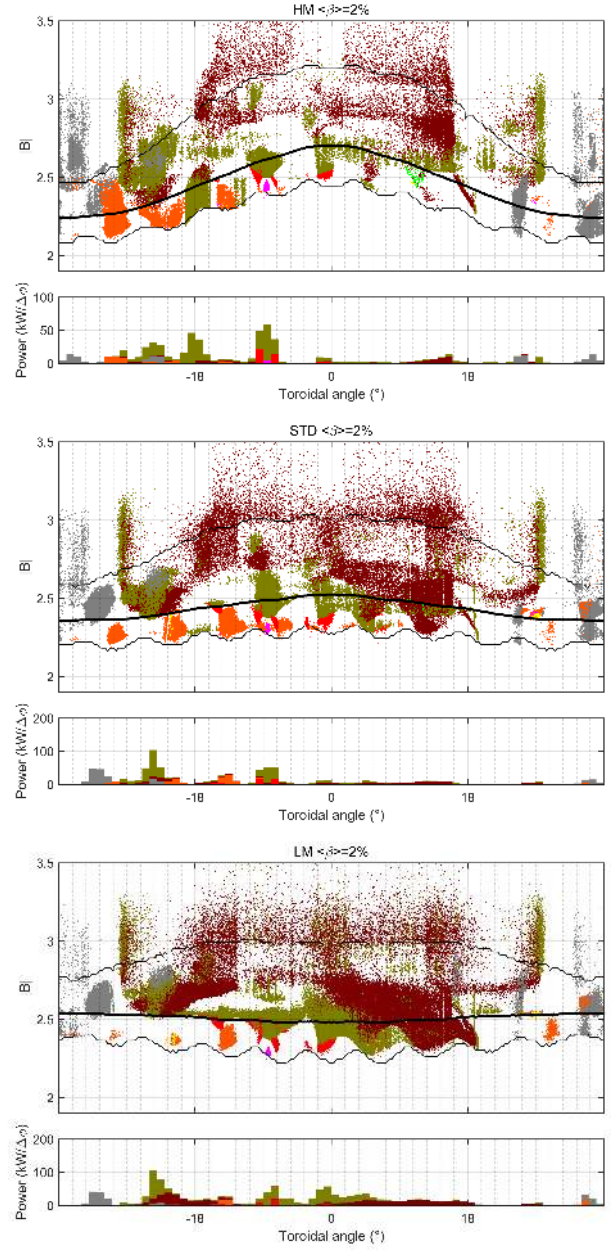 HM <β>=2%
3.5
3
2.5
2
B|
100
50
0
Power (kW/Δφ)
-18 0 18
Toroidal angle (°)
STD <β>=2%
3.5
3
2.5
2
B|
200
100
0
Power (kW/Δφ)
-18 0 18
Toroidal angle (°)
LM <β>=2%
3.5
3
2.5
2
B|
200
100
0
Power (kW/Δφ)
-18 0 18
Toroidal angle (°)